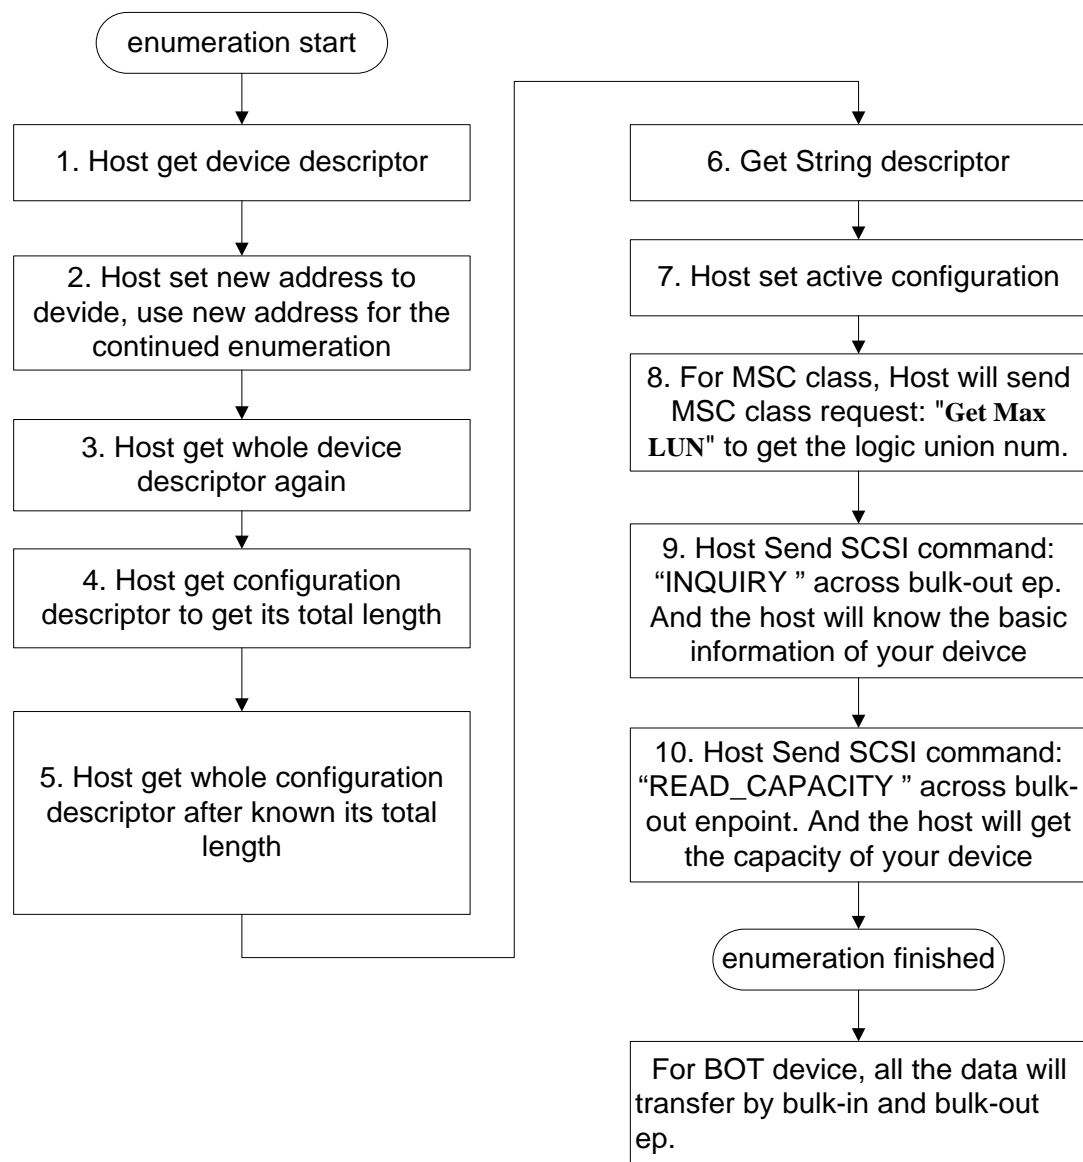 enumeration start
1. Host get device descriptor
2. Host set new address to
devide, use new address for the
continued enumeration
3. Host get whole device
descriptor again
4. Host get configuration
descriptor to get its total length
5. Host get whole configuration
descriptor after known its total
length
6. Get String descriptor
7. Host set active configuration
8. For MSC class, Host will send
MSC class request: "Get Max
LUN" to get the logic union num.
9. Host Send SCSI command:
“INQUIRY ” across bulk-out ep.
And the host will know the basic
information of your deivce
10. Host Send SCSI command:
“READ_CAPACITY ” across bulk-
out enpoint. And the host will get
the capacity of your device
enumeration finished
For BOT device, all the data will
transfer by bulk-in and bulk-out
ep.